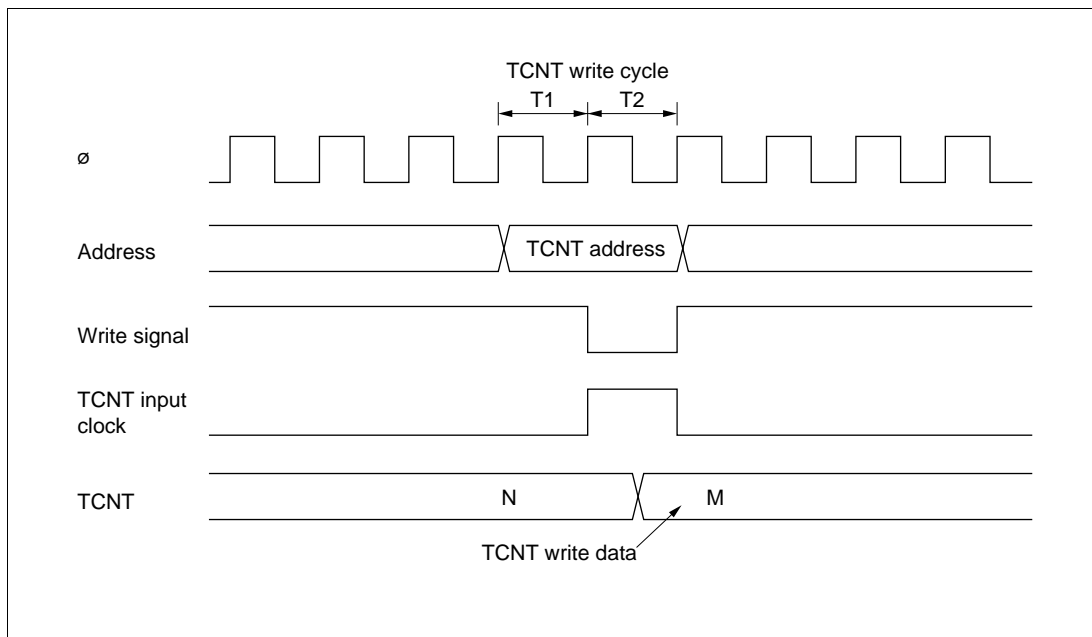 TCNT write cycle
T1 T2
ø
Address TCNT address
Write signal
TCNT input
clock
TCNT N M
TCNT write data